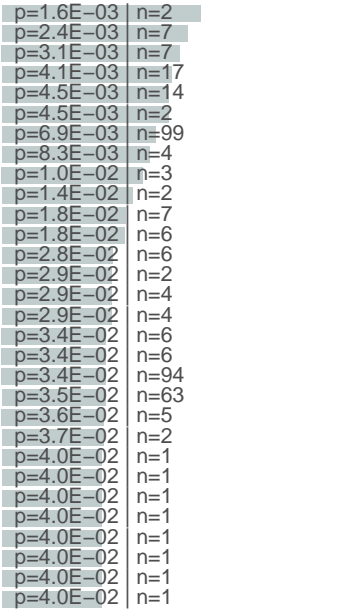 p=1.6E−03 | n=2
p=2.4E−03 | n=7
p=3.1E−03 | n=7
p=4.1E−03 | n=17
p=4.5E−03 | n=14
p=4.5E−03 | n=2
p=6.9E−03 | n=99
p=8.3E−03 | n=4
p=1.0E−02 | n=3
p=1.4E−02 | n=2
p=1.8E−02 | n=7
p=1.8E−02 | n=6
p=2.8E−02 | n=6
p=2.9E−02 | n=2
p=2.9E−02 | n=4
p=2.9E−02 | n=4
p=3.4E−02 | n=6
p=3.4E−02 | n=6
p=3.4E−02 | n=94
p=3.5E−02 | n=63
p=3.6E−02 | n=5
p=3.7E−02 | n=2
p=4.0E−02 | n=1
p=4.0E−02 | n=1
p=4.0E−02 | n=1
p=4.0E−02 | n=1
p=4.0E−02 | n=1
p=4.0E−02 | n=1
p=4.0E−02 | n=1
p=4.0E−02 | n=1